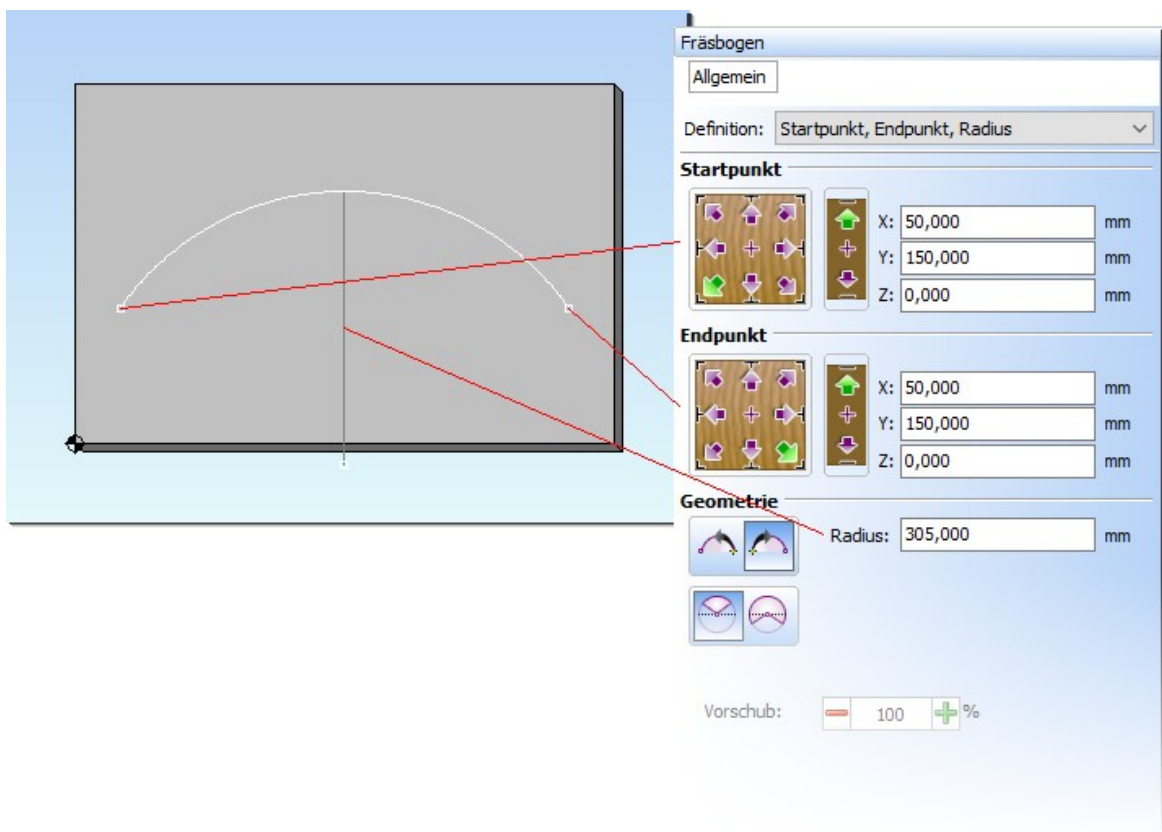 Fräsbogen
Allgemein
Definition: Startpunkt, Endpunkt, Radius
Startpunkt
X: 50,000 mm
Y: 150,000 mm
Z: 0,000 mm
Endpunkt
X: 50,000 mm
Y: 150,000 mm
Z: 0,000 mm
Geometrie
Radius: 305,000 mm
Vorschub: 100 %